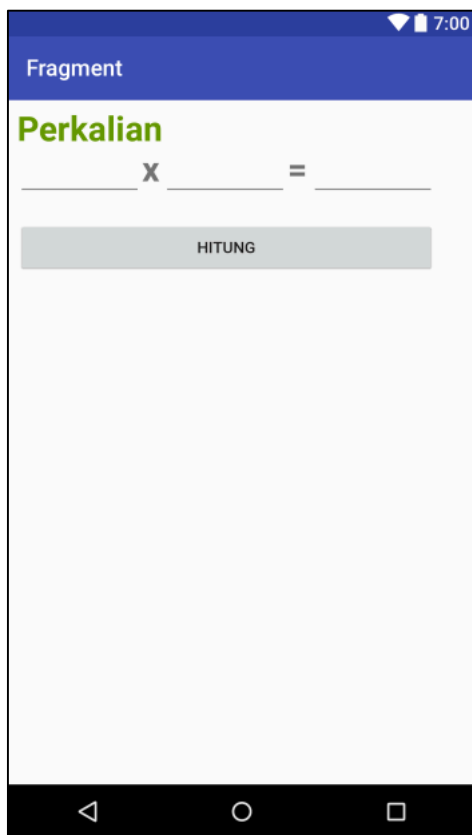 7:00
Fragment
Perkalian
x =
HITUNG